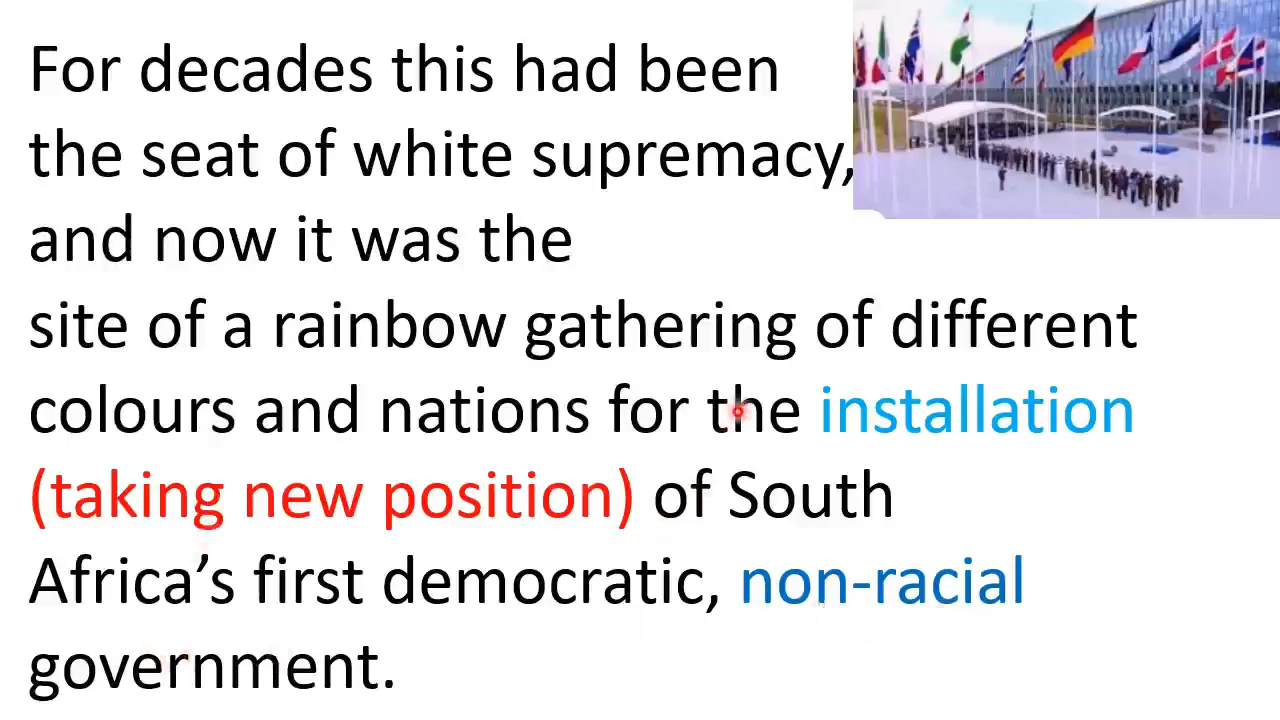 For decades this had been
the seat of white supremacy,
and now it was the
site of a rainbow gathering of different
colours and nations for the installation
(taking new position) of South
Africa’s first democratic, non-racial
government.